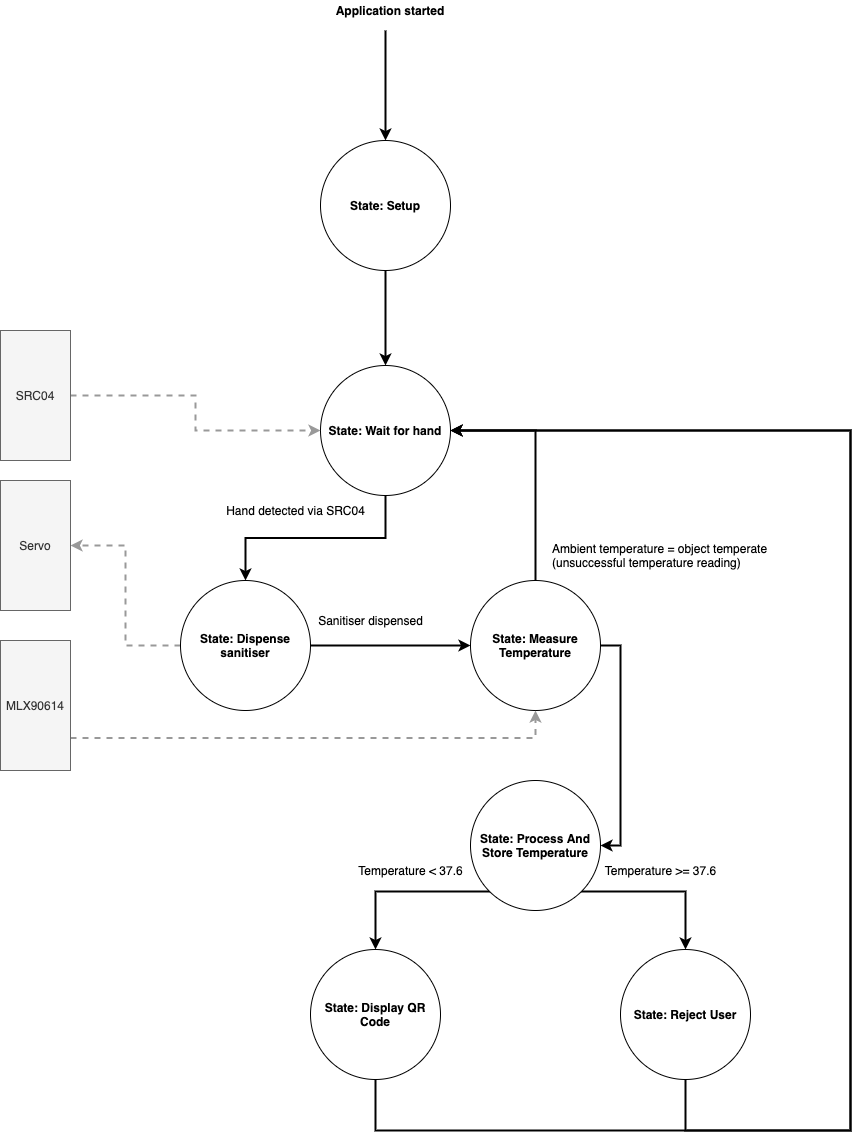 Application started
State: Setup
SRC04
State: Wait for hand
Hand detected via SRC04
Servo
Ambient temperature = object temperate
(unsuccessful temperature reading)
Sanitiser dispensed
State: Dispense
sanitiser
State: Measure
Temperature
MLX90614
State: Process And
Store Temperature
Temperature < 37.6
Temperature >= 37.6
State: Display QR
Code
State: Reject User